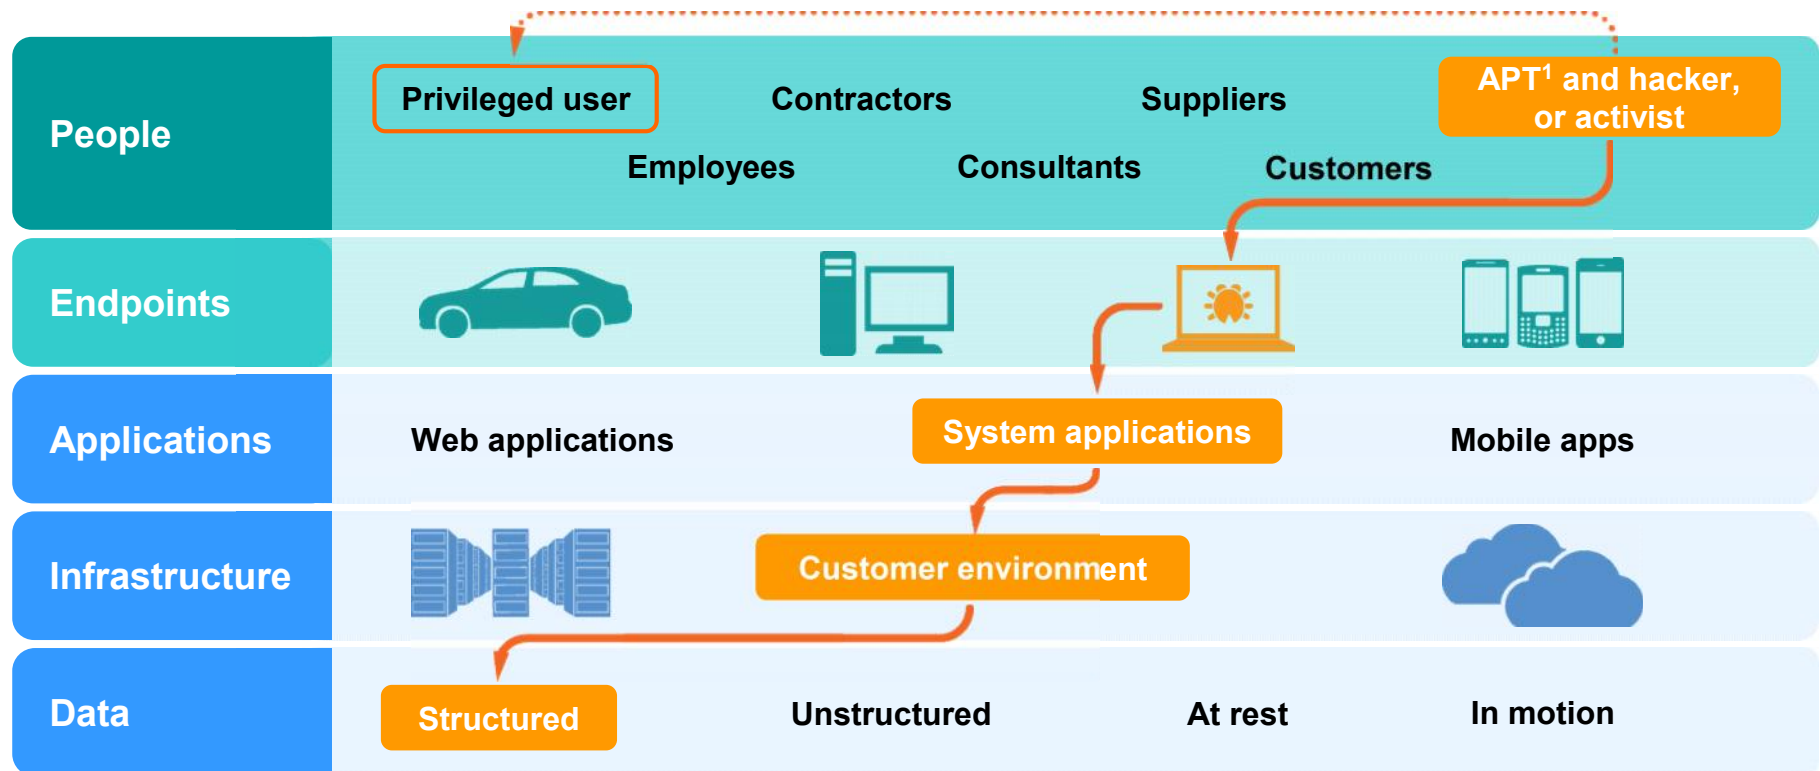 People
Privileged user
Contractors
Suppliers
APT¹ and hacker,
or activist
Employees
Consultants
Customers
Endpoints
Applications
Web applications
System applications
Mobile apps
Infrastructure
Customer environment
Data
Structured
Unstructured
At rest
In motion